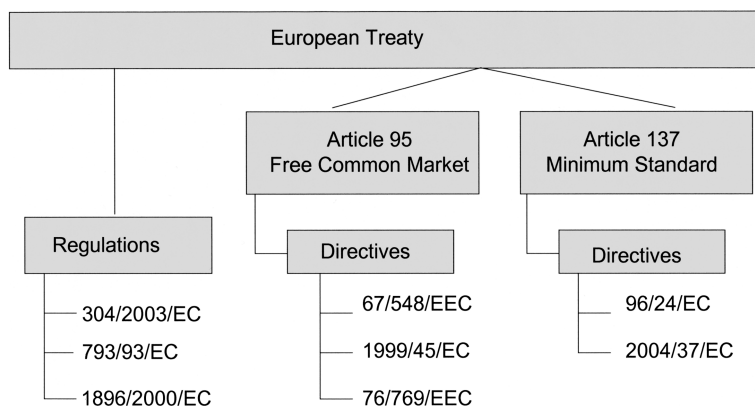 European Treaty
Article 95
Free Common Market
Article 137
Minimum Standard
Regulations
Directives
Directives
304/2003/EC
793/93/EC
1896/2000/EC
67/548/EEC
1999/45/EC
76/769/EEC
96/24/EC
2004/37/EC